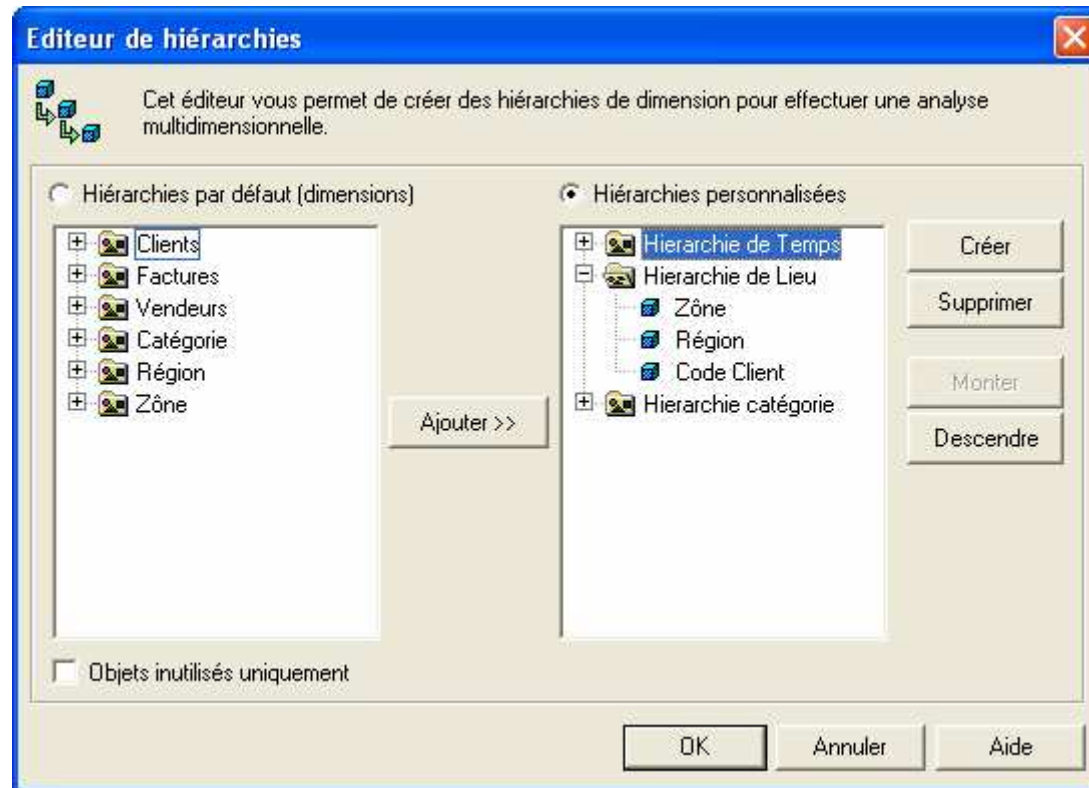 Editeur de hiérarchies
Cet éditeur vous permet de créer des hiérarchies de dimension pour effectuer une analyse
multidimensionnelle.
Hiérarchies par défaut (dimensions)
Clients
Factures
Vendeurs
Catégorie
Région
Zône
Ajouter >>
Hiérarchies personnalisées
Hierarchie de Temps
Hierarchie de Lieu
Zône
Région
Code Client
Hierarchie catégorie
Créer
Supprimer
Monter
Descendre
Objets inutilisés uniquement
OK
Annuler
Aide